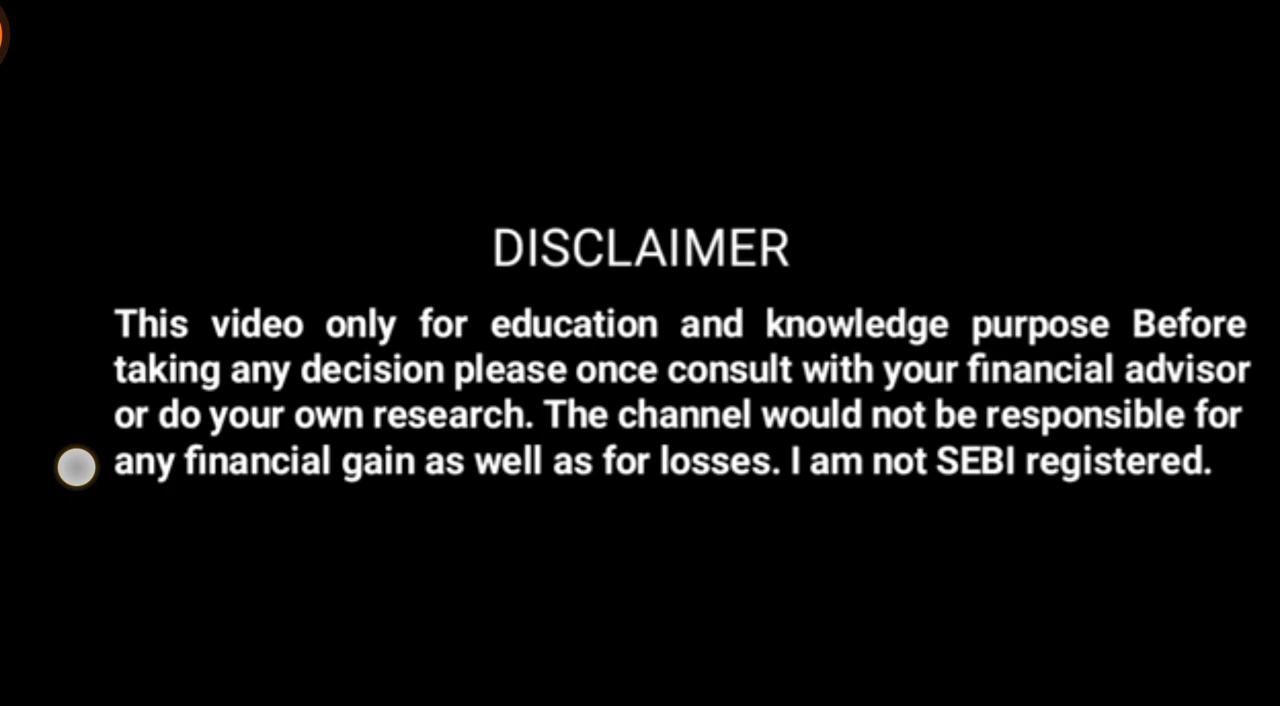 DISCLAIMER
This video only for education and knowledge purpose Before
taking any decision please once consult with your financial advisor
or do your own research. The channel would not be responsible for
any financial gain as well as for losses. I am not SEBI registered.